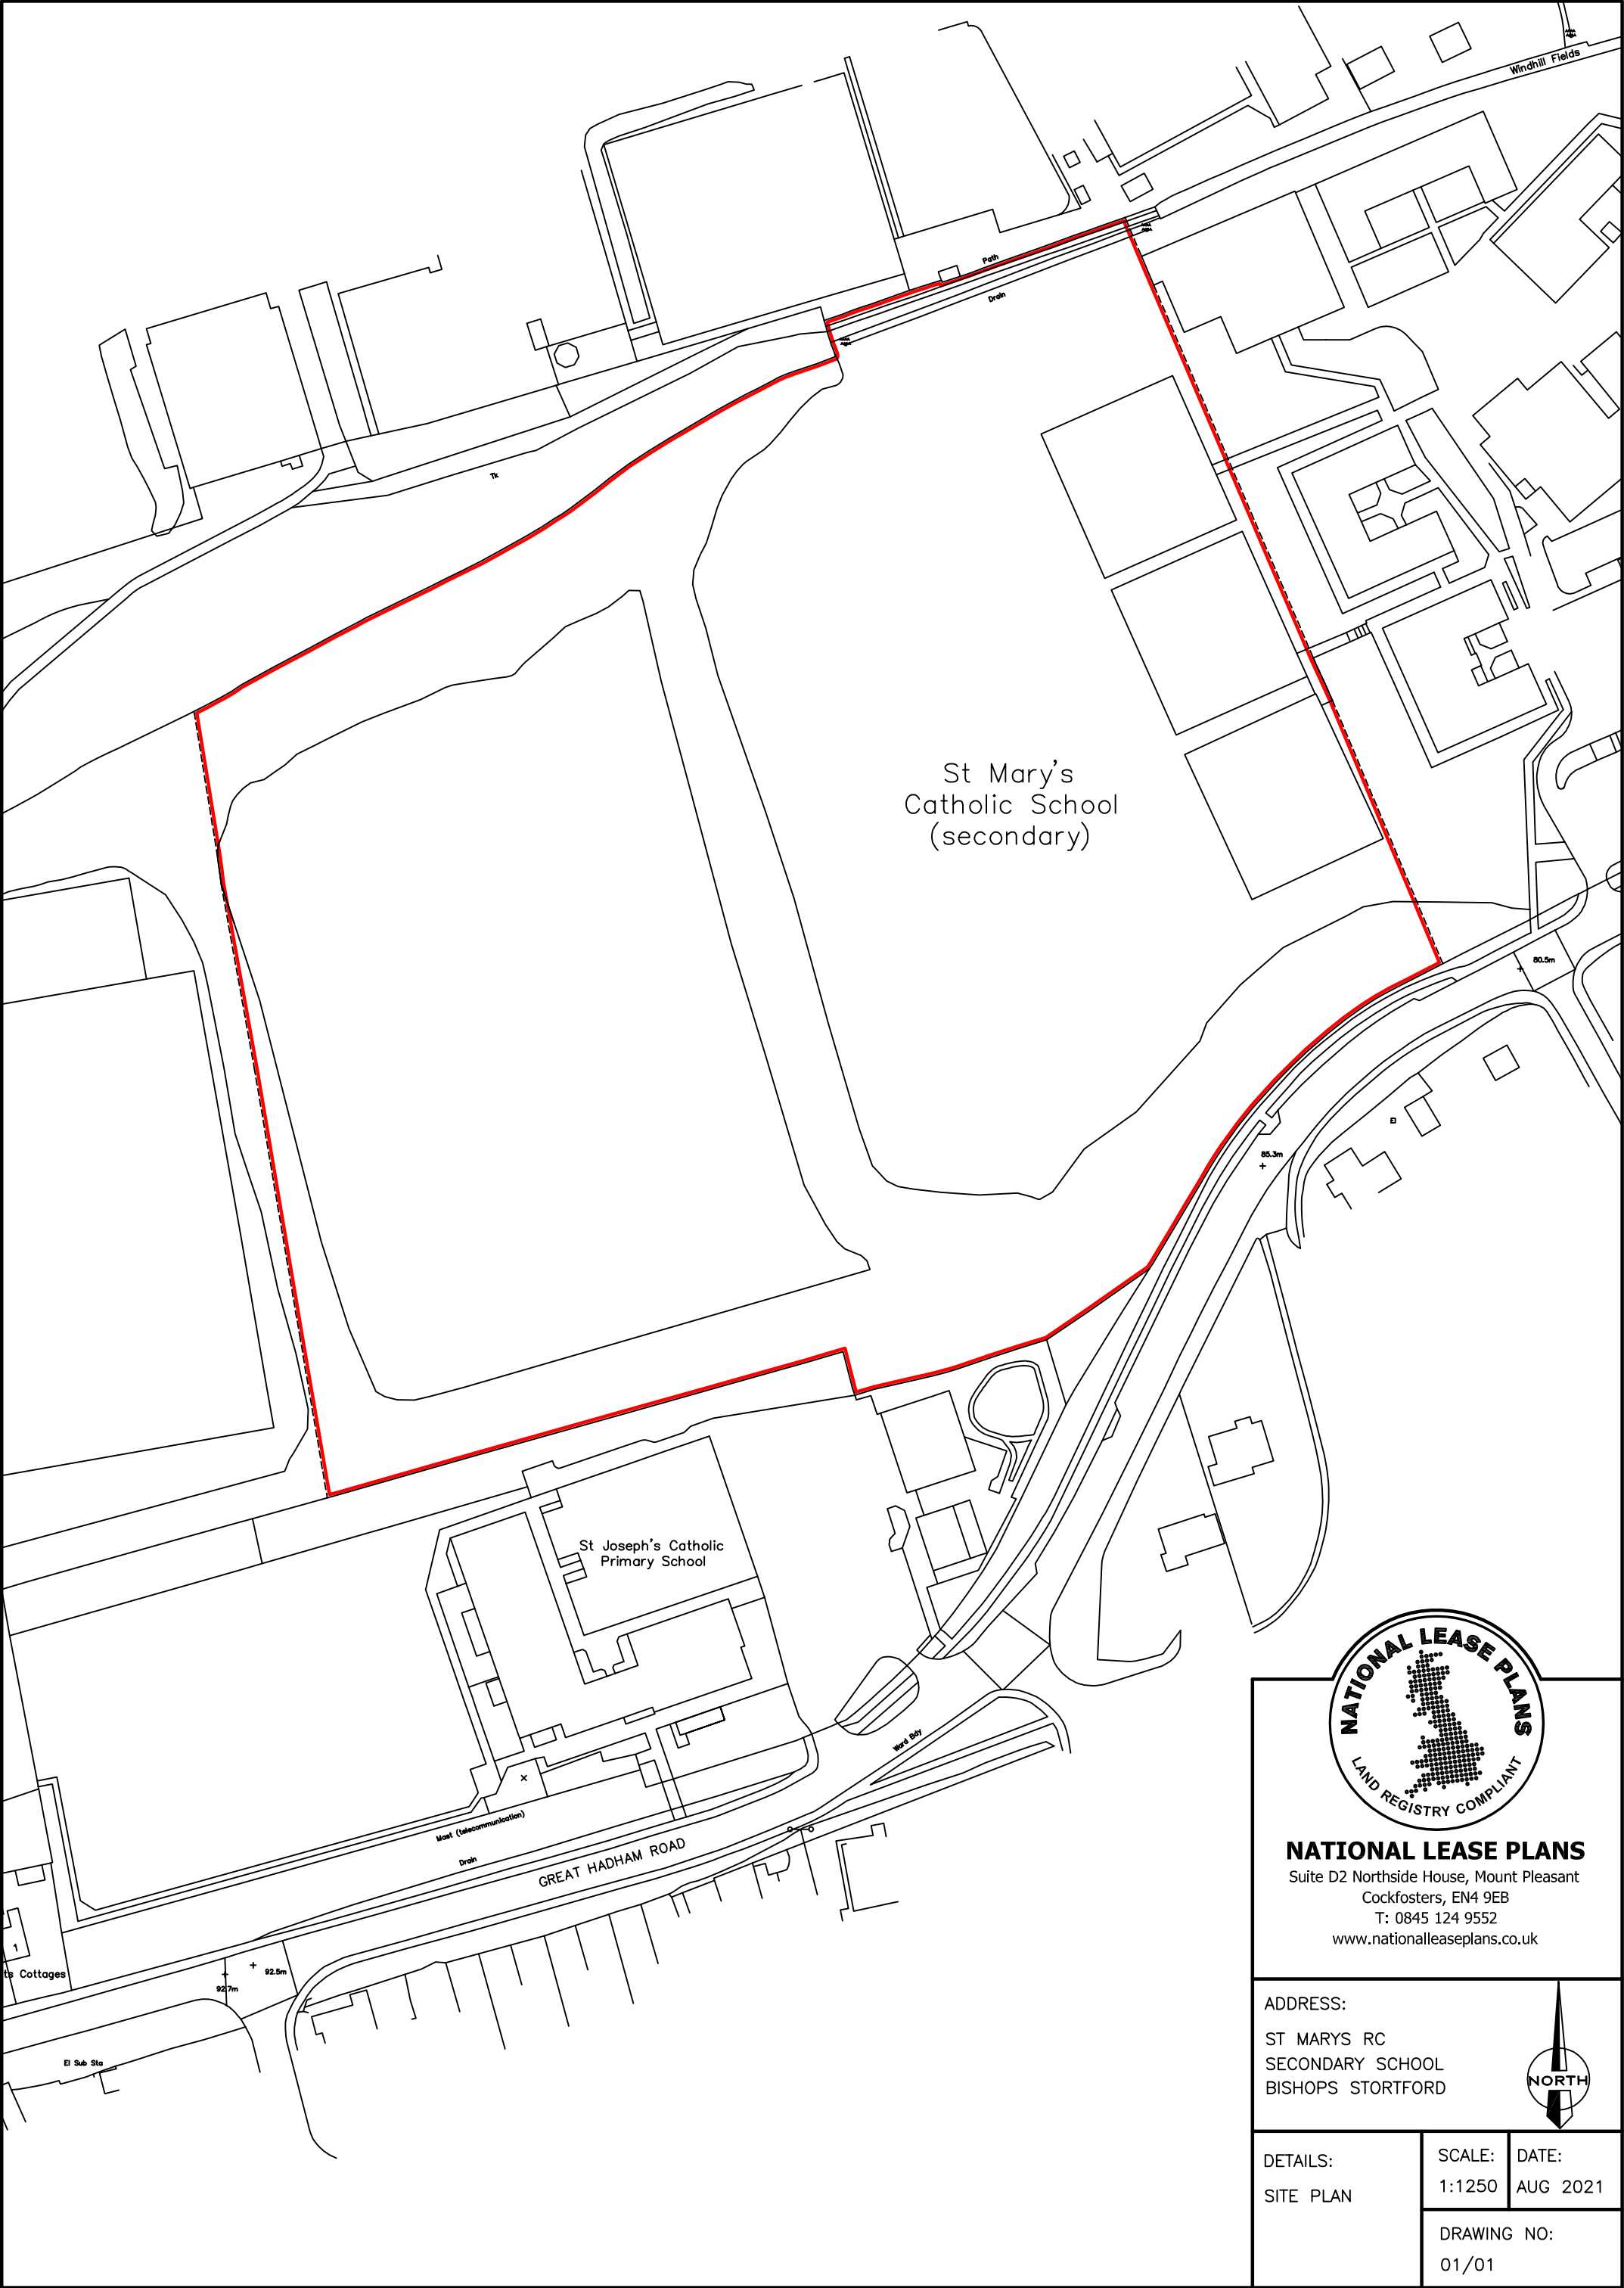 Windhill Fields
Path
Drain
Tk
St Mary's
Catholic School
(secondary)
80.5m
El
85.3m
St Joseph's Catholic
Primary School
Ward Bdy
Mast (telecommunication)
Drain
GREAT HADHAM ROAD
1
ts Cottages
92.5m
92.7m
El Sub Sta
NATIONAL LEASE PLANS
LAND REGISTRY COMPLIANT
NATIONAL LEASE PLANS
Suite D2 Northside House, Mount Pleasant
Cockfosters, EN4 9EB
T: 0845 124 9552
www.nationalleaseplans.co.uk
ADDRESS:
ST MARYS RC
SECONDARY SCHOOL
BISHOPS STORTFORD
NORTH
DETAILS:
SITE PLAN
SCALE:
1:1250
DATE:
AUG 2021
DRAWING NO:
01/01